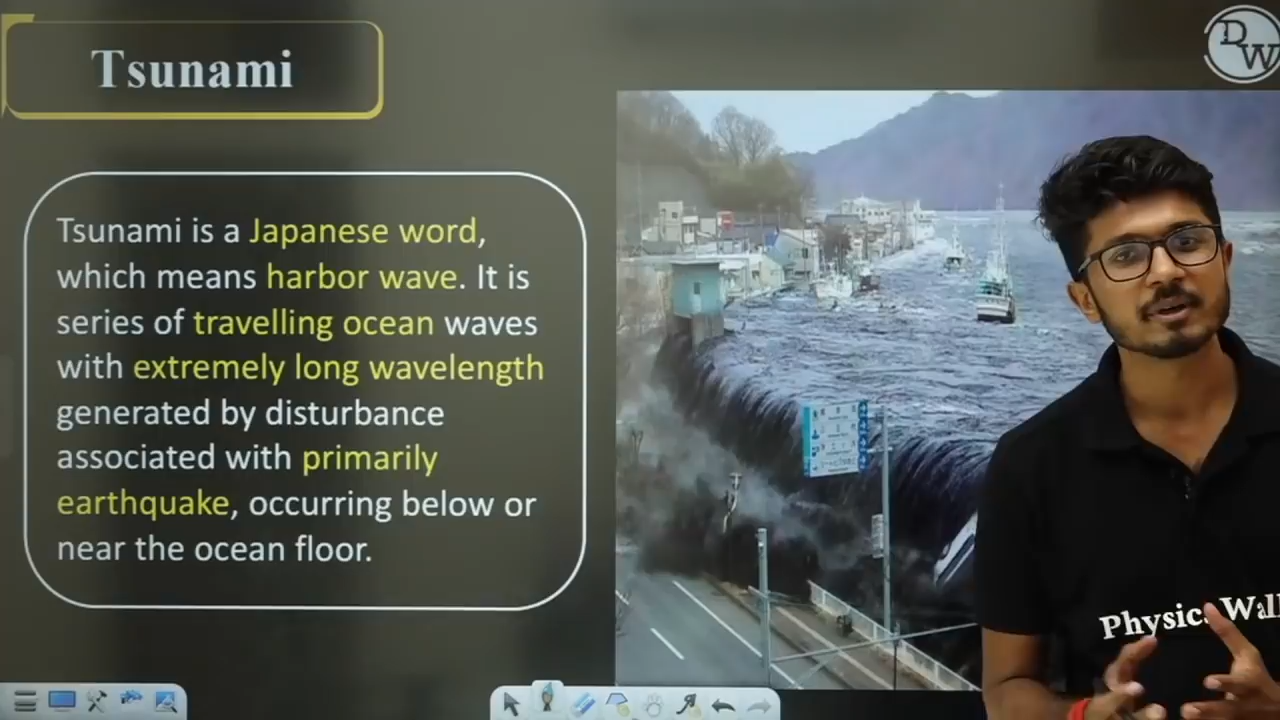 Tsunami
DW
Tsunami is a Japanese word,
which means harbor wave. It is
series of travelling ocean waves
with extremely long wavelength
generated by disturbance
associated with primarily
earthquake, occurring below or
near the ocean floor.
Physics Wall